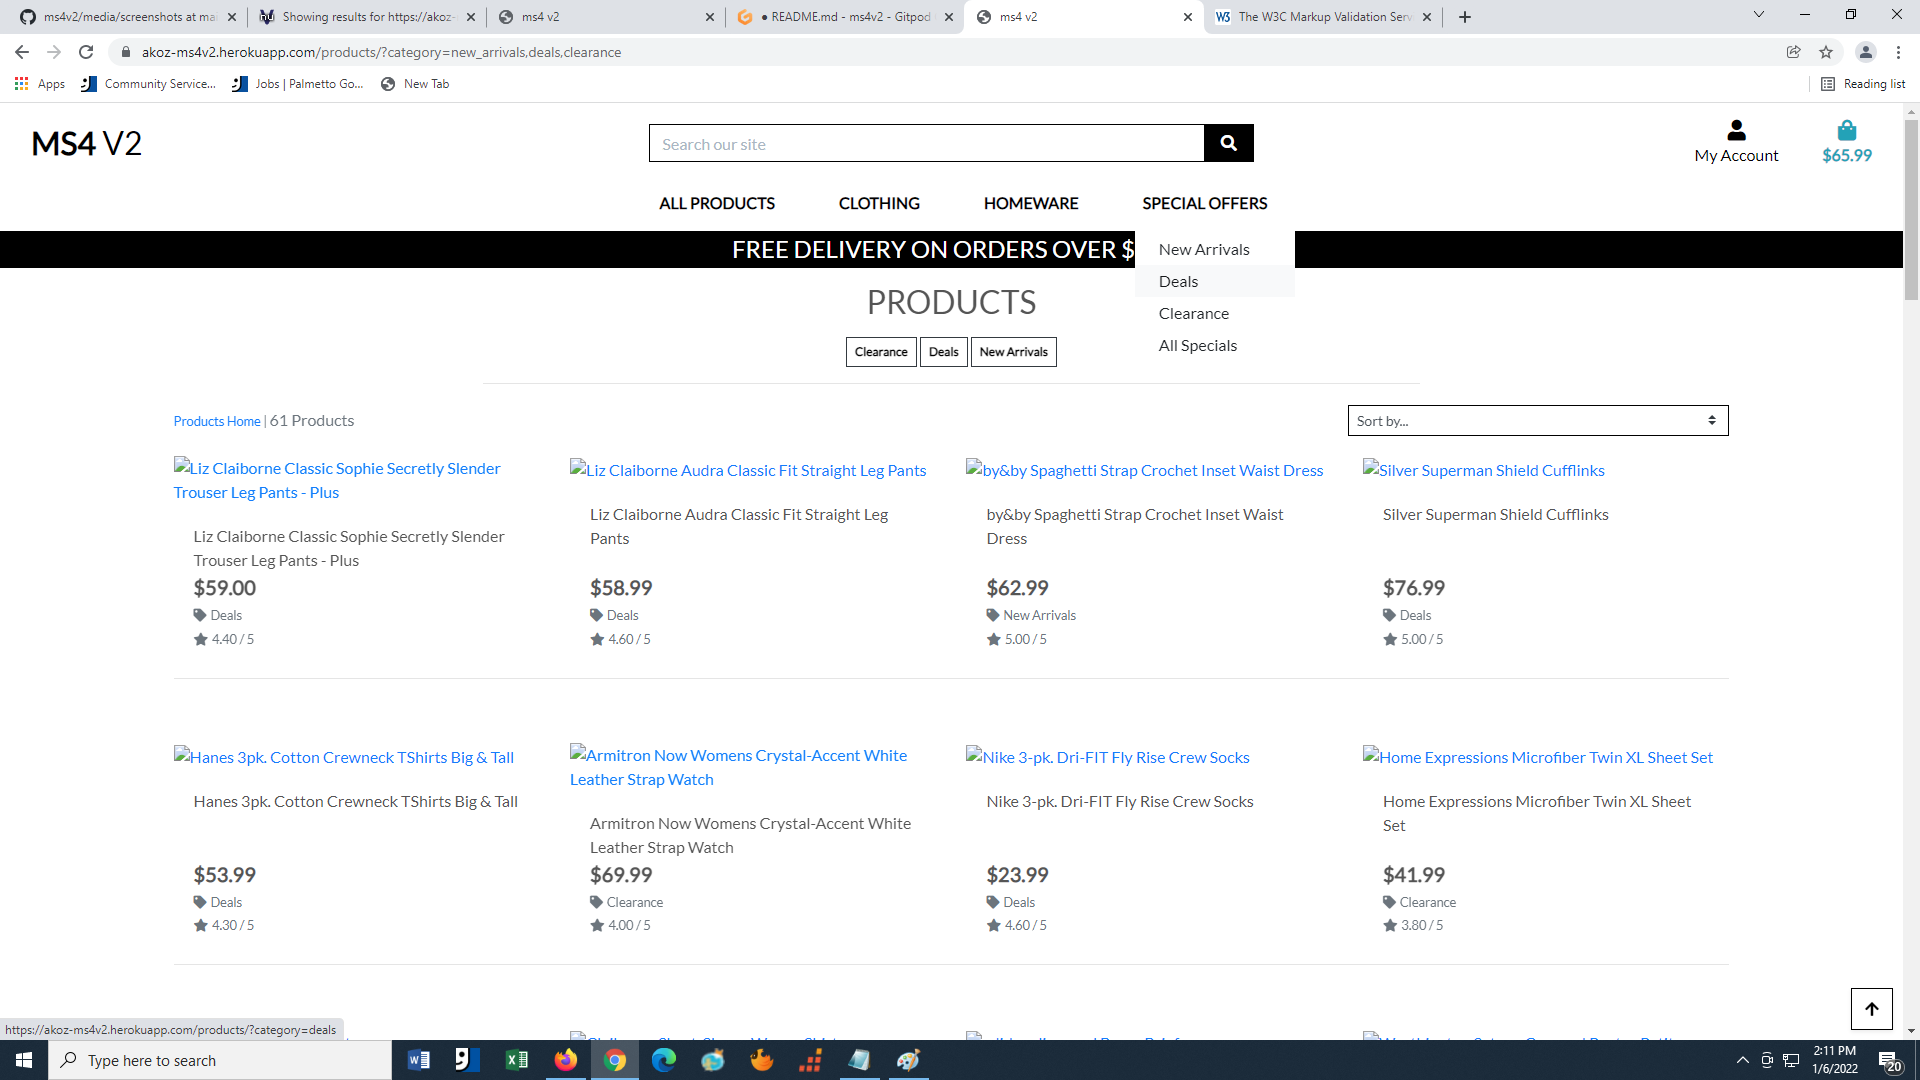 ms4v2/media/screenshots at mai
Showing results for https://akoz-
ms4 v2
● README.md - ms4v2 - Gitpod
ms4 v2
The W3C Markup Validation Serv
akoz-ms4v2.herokuapp.com/products/?category=new_arrivals,deals,clearance
Apps
Community Service...
Jobs | Palmetto Go...
New Tab
Reading list
MS4 V2
Search our site
My Account
$65.99
ALL PRODUCTS
CLOTHING
HOMEWARE
SPECIAL OFFERS
FREE DELIVERY ON ORDERS OVER $
New Arrivals
Deals
Clearance
All Specials
PRODUCTS
Clearance
Deals
New Arrivals
Products Home | 61 Products
Sort by...
Liz Claiborne Classic Sophie Secretly Slender
Trouser Leg Pants - Plus
Liz Claiborne Audra Classic Fit Straight Leg Pants
by&by Spaghetti Strap Crochet Inset Waist Dress
Silver Superman Shield Cufflinks
Liz Claiborne Classic Sophie Secretly Slender
Trouser Leg Pants - Plus
$59.00
Deals
4.40 / 5
Liz Claiborne Audra Classic Fit Straight Leg
Pants
$58.99
Deals
4.60 / 5
by&by Spaghetti Strap Crochet Inset Waist
Dress
$62.99
New Arrivals
5.00 / 5
Silver Superman Shield Cufflinks
$76.99
Deals
5.00 / 5
Hanes 3pk. Cotton Crewneck TShirts Big & Tall
Armitron Now Womens Crystal-Accent White
Leather Strap Watch
Nike 3-pk. Dri-FIT Fly Rise Crew Socks
Home Expressions Microfiber Twin XL Sheet Set
Hanes 3pk. Cotton Crewneck TShirts Big & Tall
$53.99
Deals
4.30 / 5
Armitron Now Womens Crystal-Accent White
Leather Strap Watch
$69.99
Clearance
4.00 / 5
Nike 3-pk. Dri-FIT Fly Rise Crew Socks
$23.99
Deals
4.60 / 5
Home Expressions Microfiber Twin XL Sheet
Set
$41.99
Clearance
3.80 / 5
https://akoz-ms4v2.herokuapp.com/products/?category=deals
Type here to search
2:11 PM
1/6/2022
20